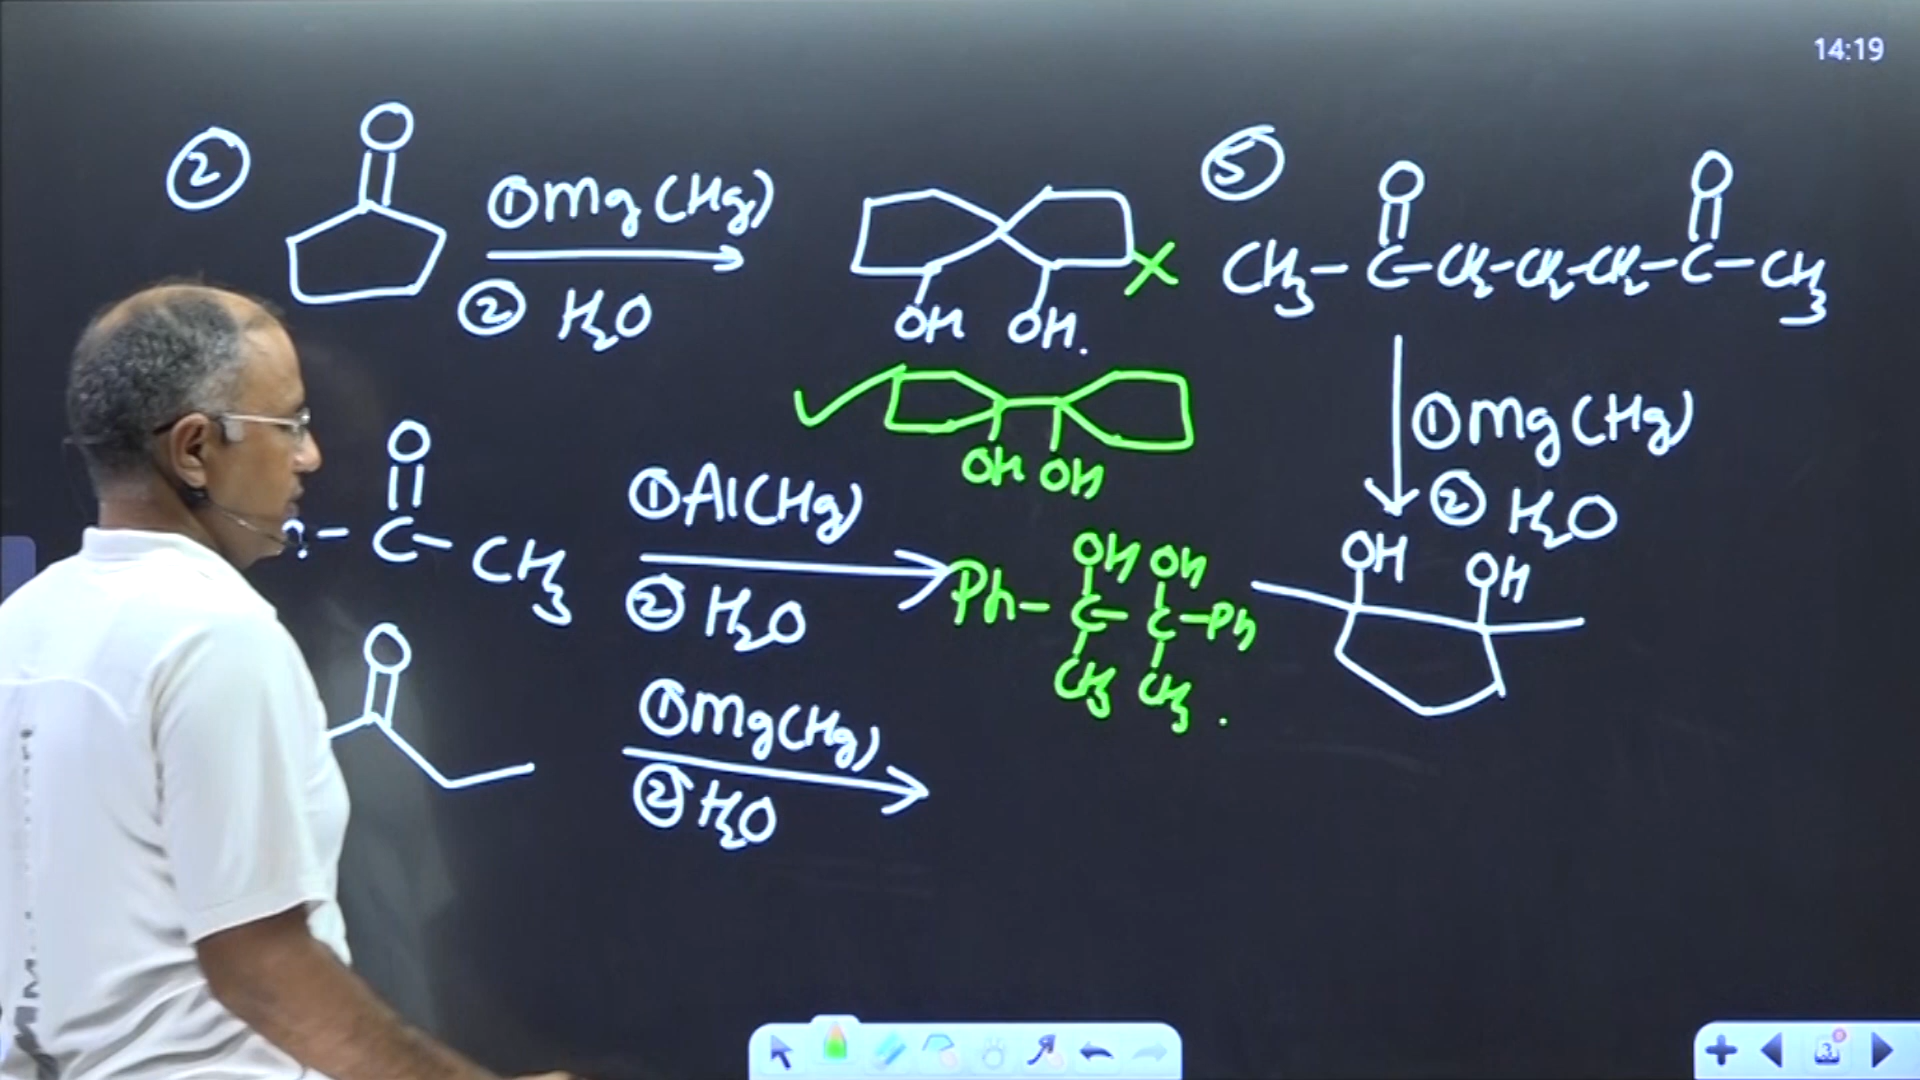 14:19
②
O
① Mg(Hg)
② H2O
OH OH.
X
OH OH
⑤
O O
CH3-C-CH2-CH2-CH2-C-CH3
① Mg(Hg)
② H2O
OH OH
O
C-CH3
① Al(Hg)
② H2O
OH OH
Ph-C-C-Ph
CH3 CH3.
O
① Mg(Hg)
② H2O